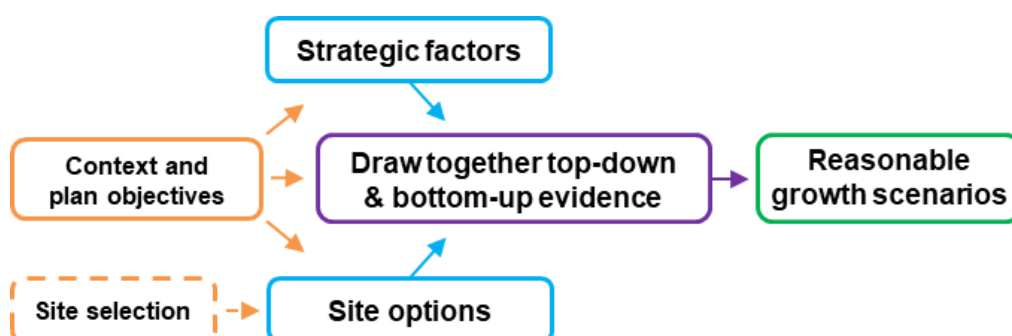 Strategic factors
Context and
plan objectives
Draw together top-down
& bottom-up evidence
Reasonable
growth scenarios
Site selection
Site options